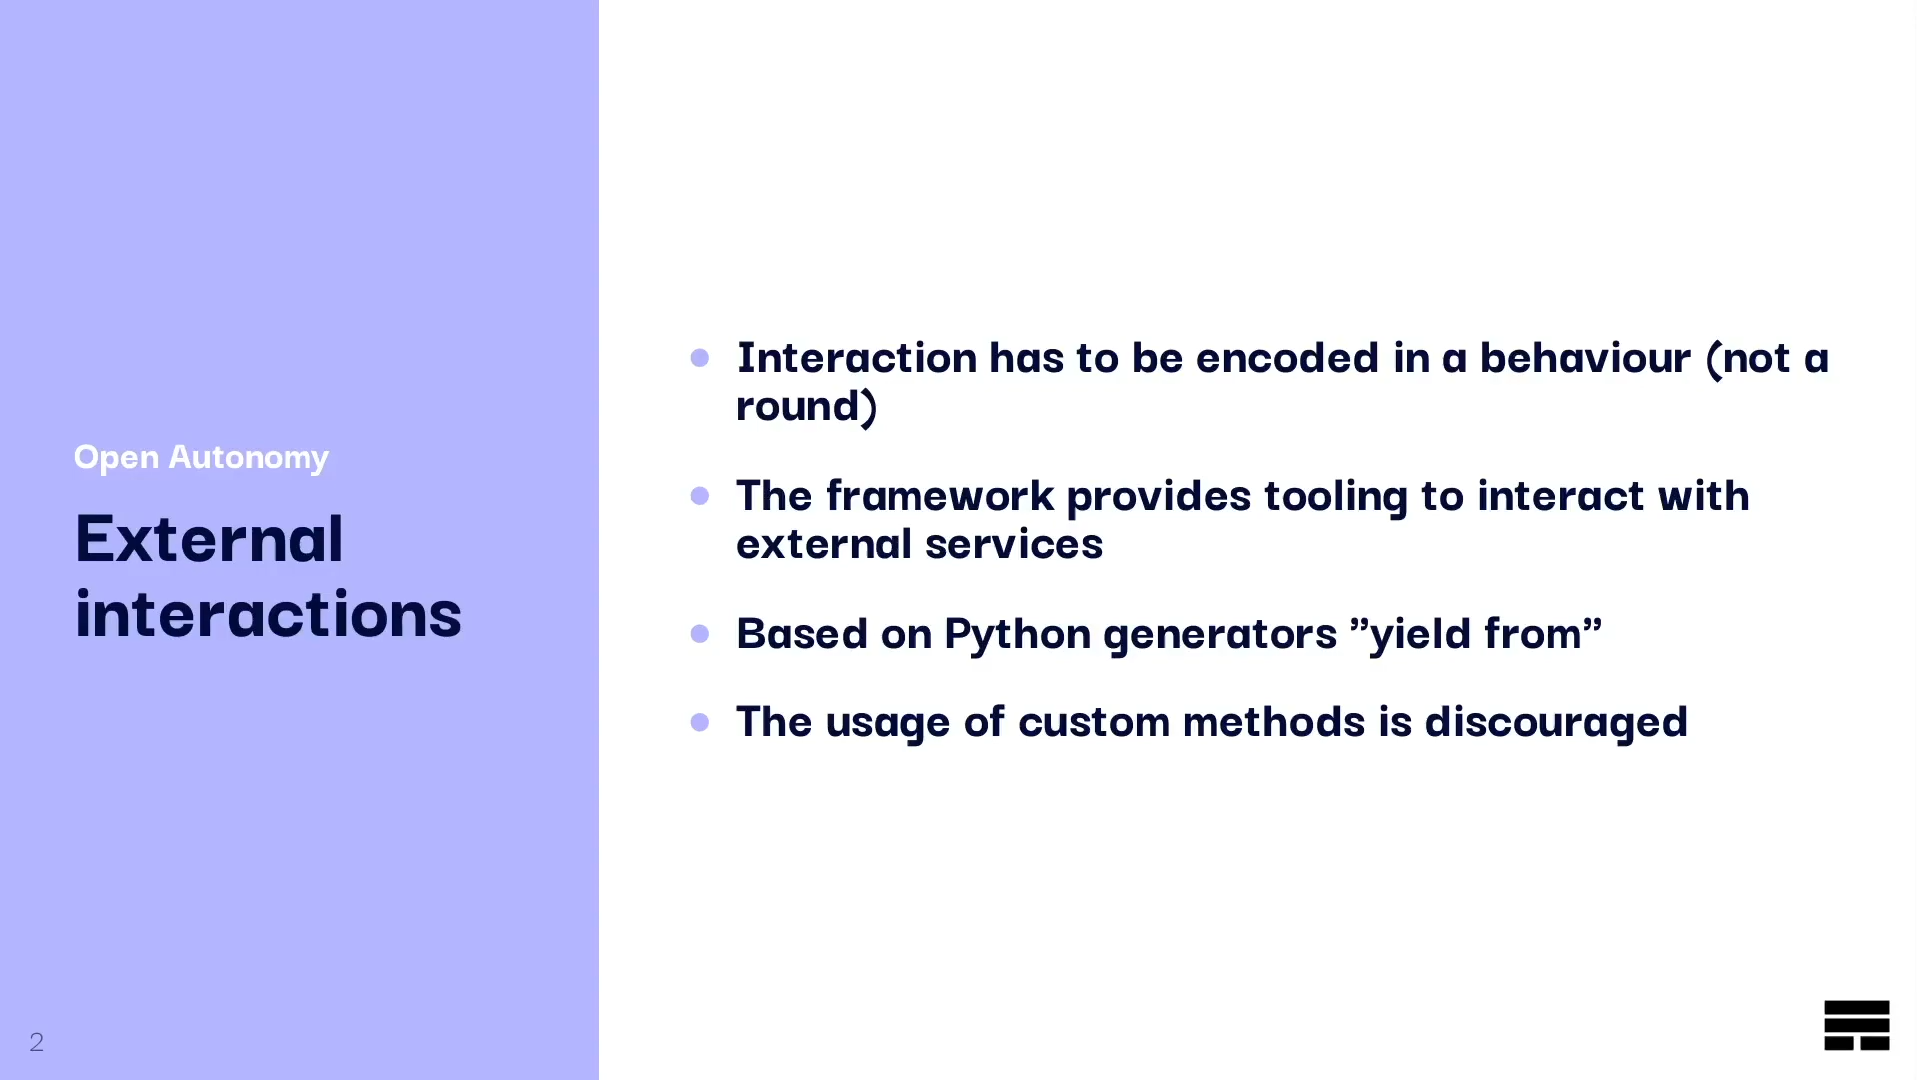 Open Autonomy
External
interactions
• Interaction has to be encoded in a behaviour (not a
round)
• The framework provides tooling to interact with
external services
• Based on Python generators ”yield from”
• The usage of custom methods is discouraged
2